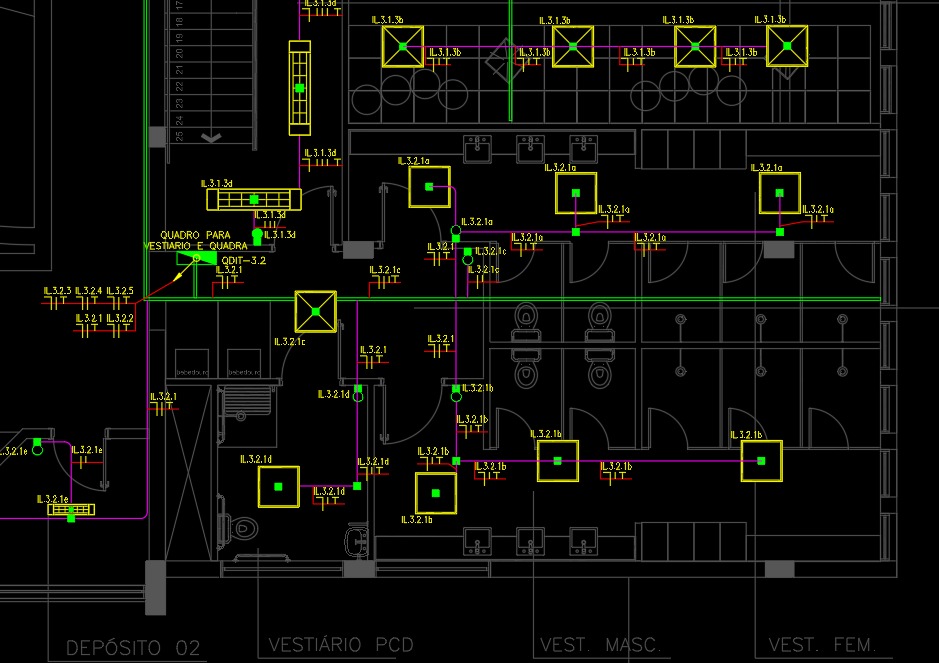 IL.3.1.3d
17
18
19
20
21
22
23
24
25
IL.3.1.3b
IL.3.1.3b
IL.3.1.3b
IL.3.1.3b
IL.3.1.3b
IL.3.1.3b
IL.3.1.3b
IL.3.1.3b
IL.3.1.3d
IL.3.1.3d
IL.3.2.1a
IL.3.2.1a
IL.3.2.1a
IL.3.1.3d
IL.3.1.3d
IL.3.2.1a
IL.3.2.1a
IL.3.2.1a
IL.3.2.1a
IL.3.2.1a
QUADRO PARA
VESTIARIO E QUADRA
QDIT-3.2
IL.3.2.1
IL.3.2.1c
IL.3.2.1
IL.3.2.1c
IL.3.2.1c
IL.3.2.3
IL.3.2.4
IL.3.2.5
IL.3.2.1
IL.3.2.2
IL.3.2.1c
IL.3.2.1
IL.3.2.1
bebedouro
bebedouro
IL.3.2.1
IL.3.2.1d
IL.3.2.1b
IL.3.2.1b
IL.3.2.1b
IL.3.2.1b
IL.3.2.1e
IL.3.2.1e
IL.3.2.1d
IL.3.2.1d
IL.3.2.1b
IL.3.2.1b
IL.3.2.1b
IL.3.2.1e
IL.3.2.1d
IL.3.2.1b
DEPÓSITO 02
VESTIÁRIO PCD
VEST. MASC.
VEST. FEM.